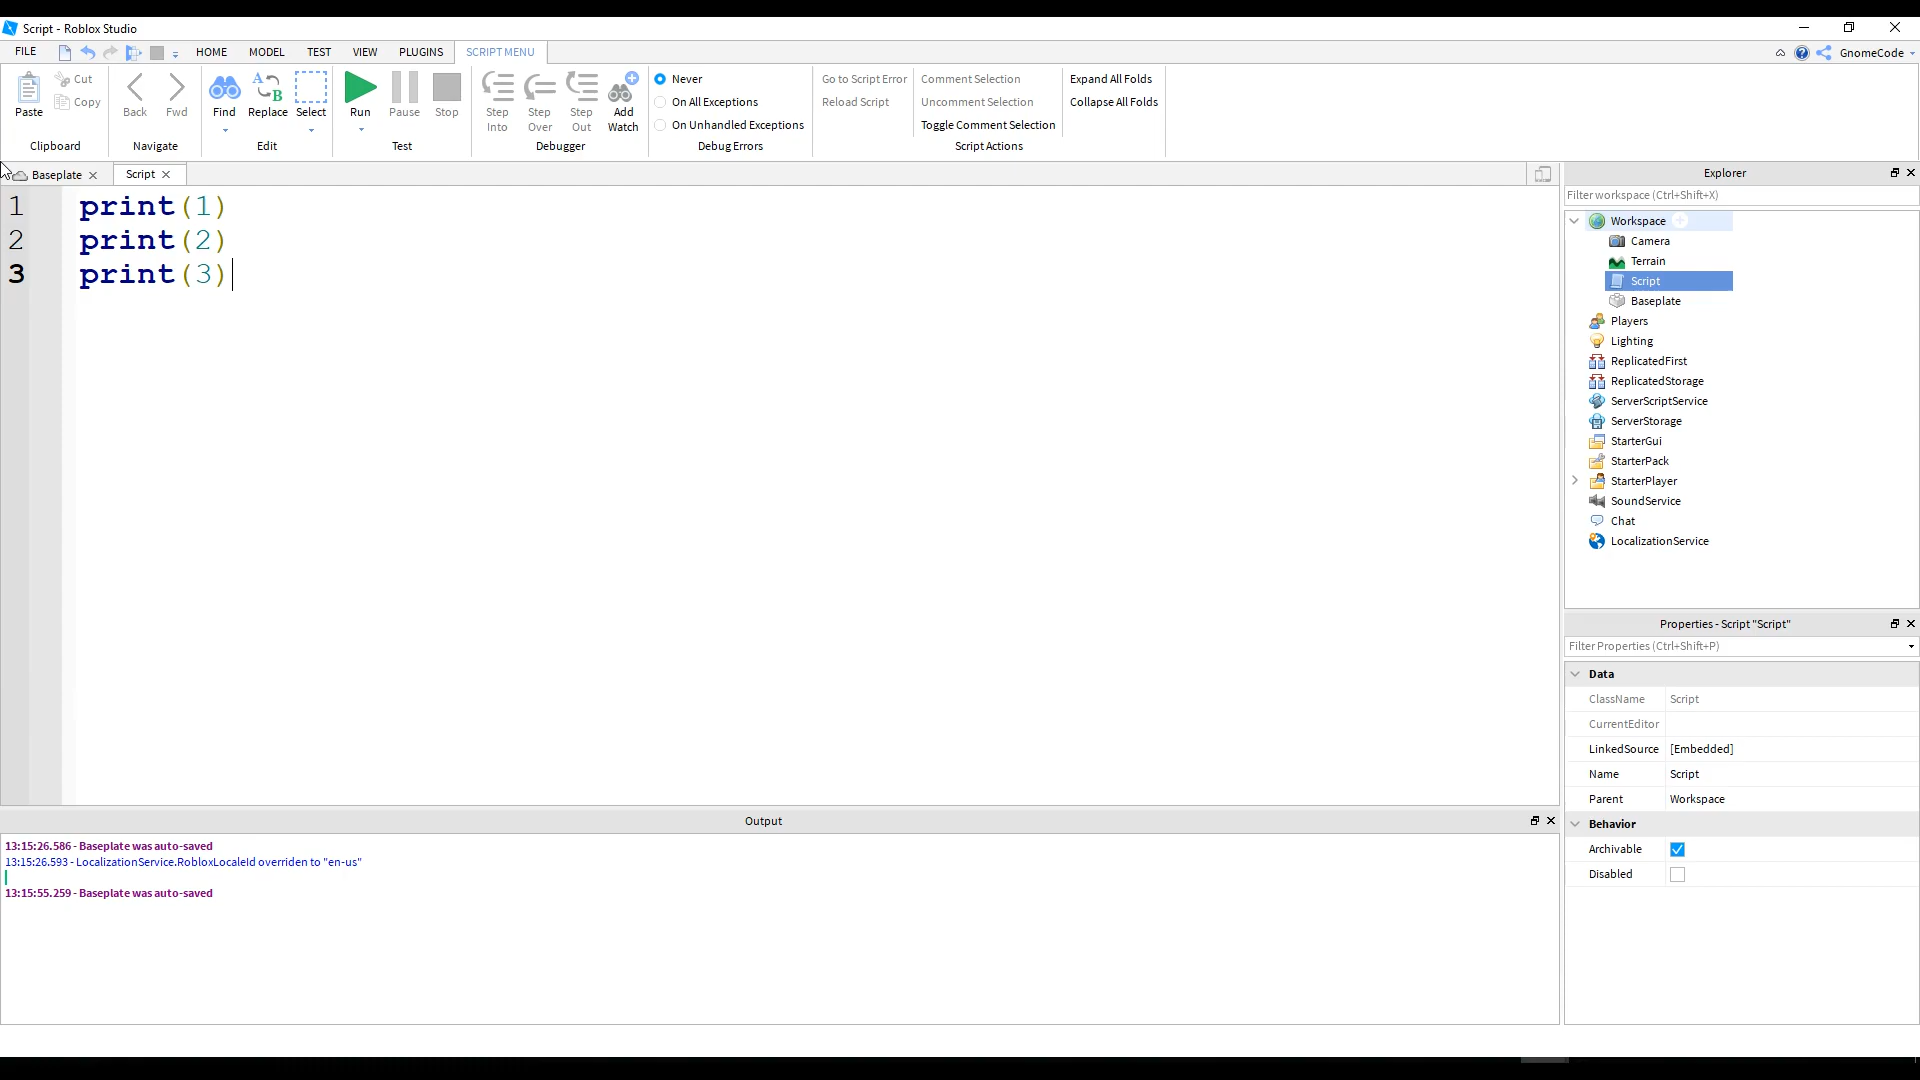 Script - Roblox Studio
FILE HOME MODEL TEST VIEW PLUGINS SCRIPT MENU GnomeCode
Paste Cut Copy Back Fwd Find Replace Select Run Pause Stop Step Into Step Over Step Out Add Watch
Never
On All Exceptions
On Unhandled Exceptions
Go to Script Error
Reload Script
Comment Selection
Uncomment Selection
Toggle Comment Selection
Expand All Folds
Collapse All Folds
Clipboard Navigate Edit Test Debugger Debug Errors Script Actions
Baseplate Script
1 print(1)
2 print(2)
3 print(3)
Output
13:15:26.586 - Baseplate was auto-saved
13:15:26.593 - LocalizationService.RobloxLocaleId overriden to "en-us"
13:15:55.259 - Baseplate was auto-saved
Explorer
Filter workspace (Ctrl+Shift+X)
Workspace
Camera
Terrain
Script
Baseplate
Players
Lighting
ReplicatedFirst
ReplicatedStorage
ServerScriptService
ServerStorage
StarterGui
StarterPack
StarterPlayer
SoundService
Chat
LocalizationService
Properties - Script "Script"
Filter Properties (Ctrl+Shift+P)
Data
ClassName Script
CurrentEditor
LinkedSource [Embedded]
Name Script
Parent Workspace
Behavior
Archivable
Disabled